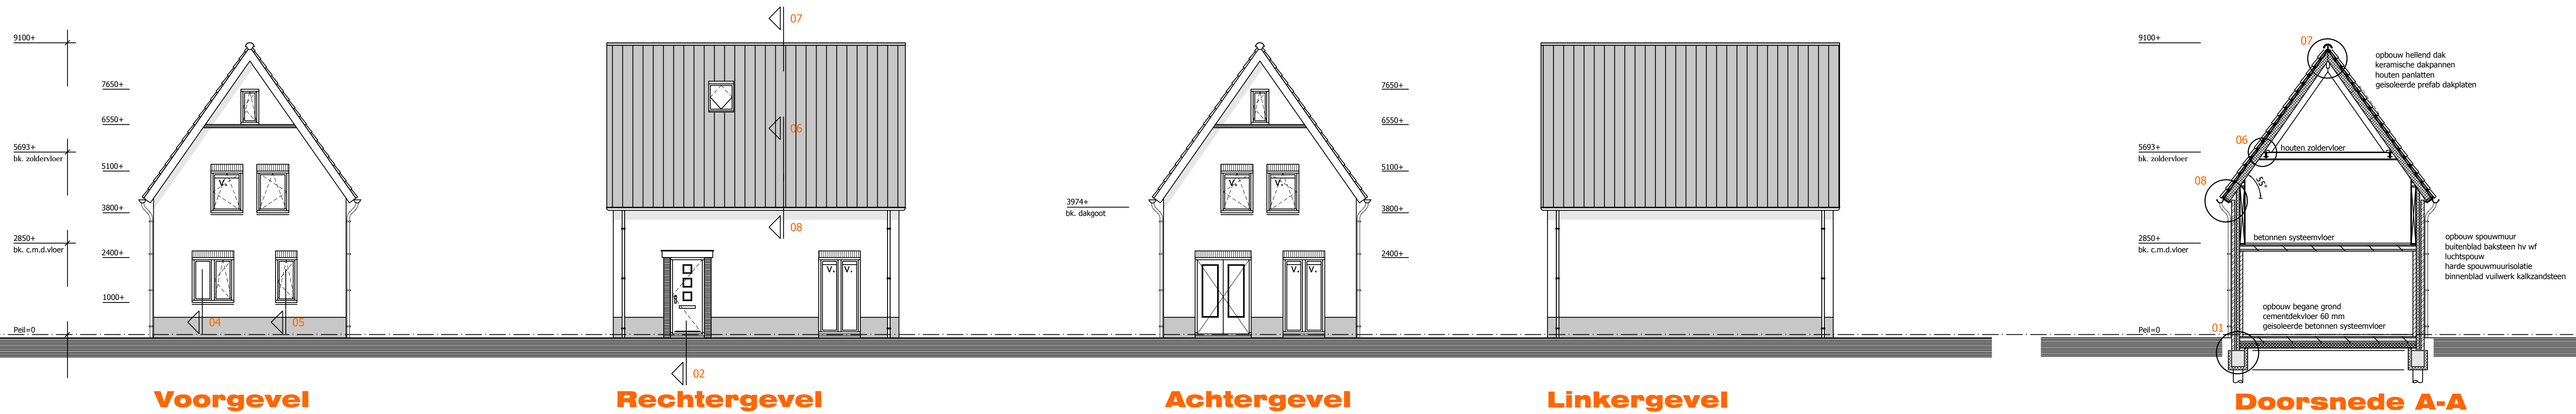 9100+
7650+
6550+
5693+
bk. zoldervloer
5100+
3800+
2850+
bk. c.m.d.vloer
2400+
1000+
Peil=0
v.
04
05
Voorgevel
07
06
08
v.
v.
02
Rechtergevel
3974+
bk. dakgoot
7650+
6550+
5100+
3800+
2400+
v.
v.
v.
v.
Achtergevel
Linkergevel
9100+
5693+
bk. zoldervloer
2850+
bk. c.m.d.vloer
Peil=0
07
06
08
01
55°
opbouw hellend dak
keramische dakpannen
houten panlatten
geisoleerde prefab dakplaten
houten zoldervloer
betonnen systeemvloer
opbouw spouwmuur
buitenblad baksteen hv wf
luchtspouw
harde spouwmuurisolatie
binnenblad vuilwerk kalkzandsteen
opbouw begane grond
cementdekvloer 60 mm
geisoleerde betonnen systeemvloer
Doorsnede A-A